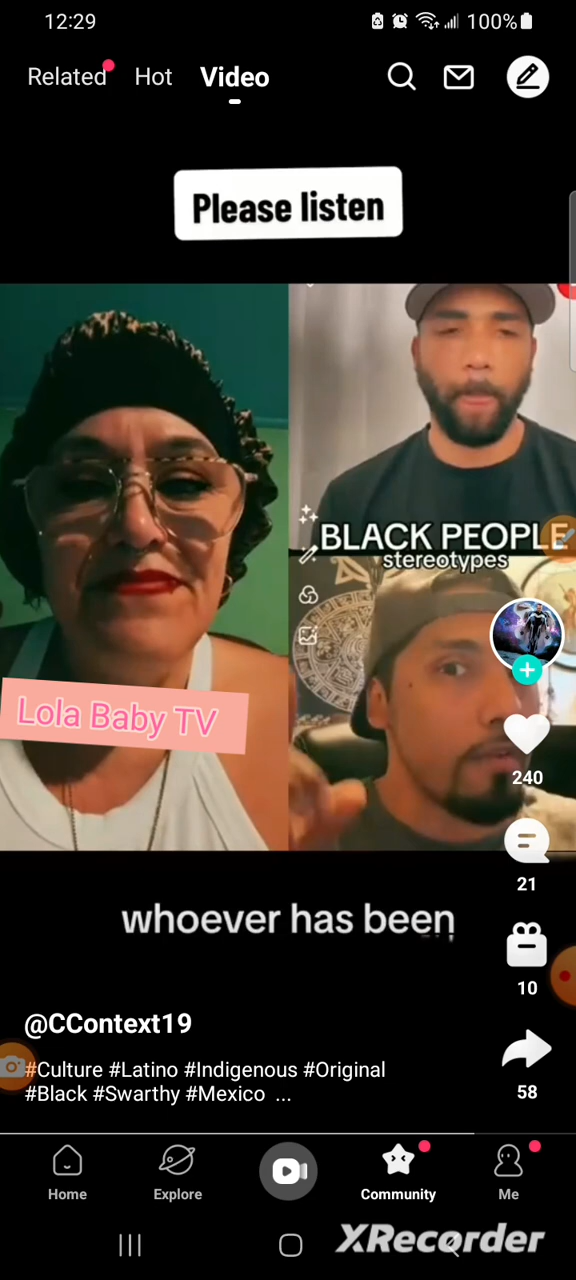 12:29
100%
Related Hot Video
Please listen
BLACK PEOPLE
stereotypes
Lola Baby TV
240
21
whoever has been
10
@CContext19
#Culture #Latino #Indigenous #Original
#Black #Swarthy #Mexico ...
58
Home Explore Community Me
XRecorder